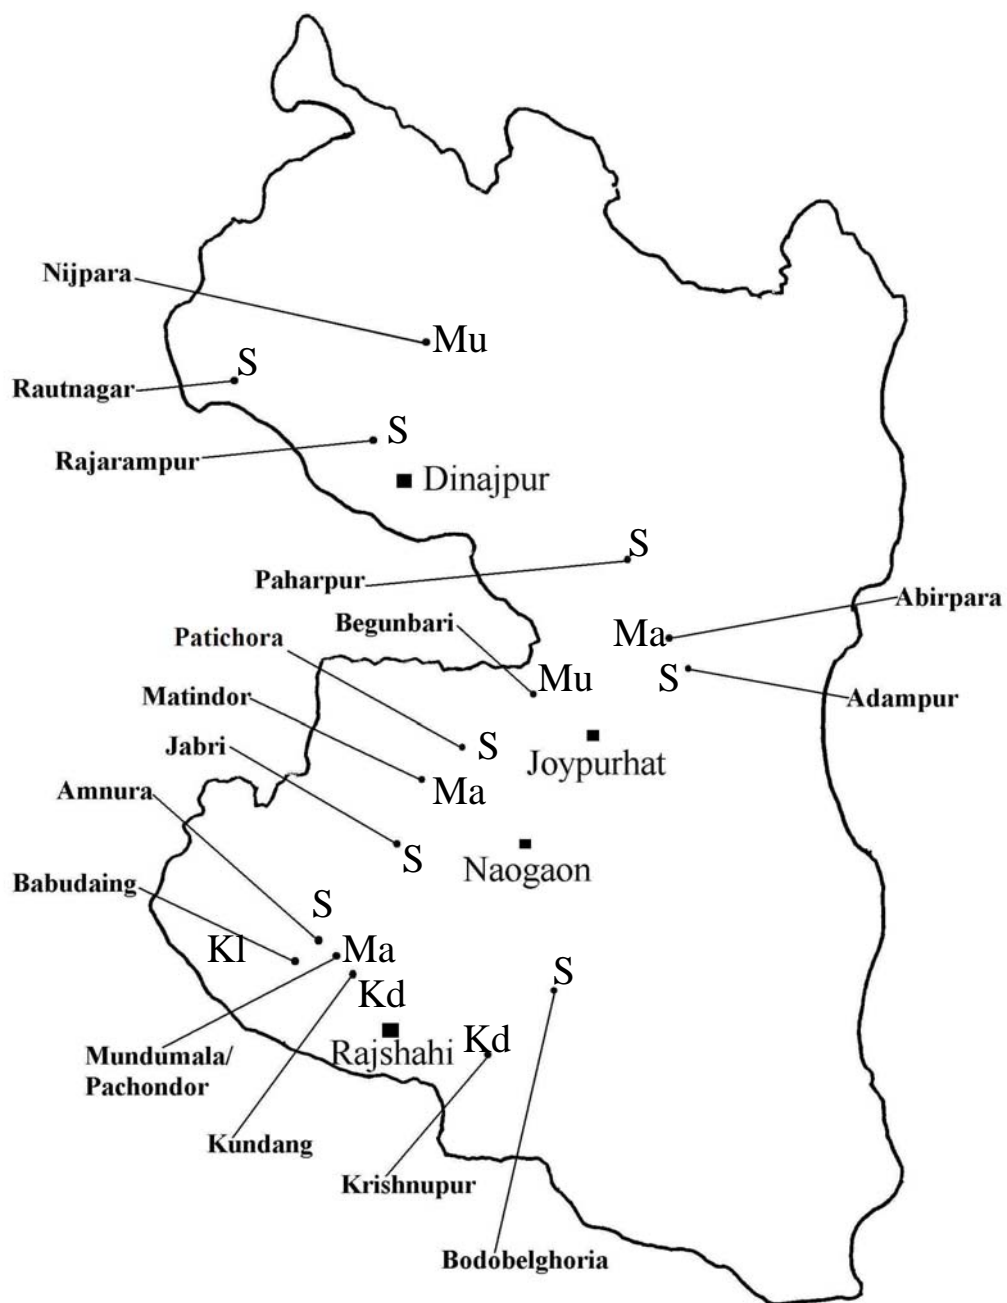 Nijpara
Mu
S
Rautnagar
S
Rajarampur
Dinajpur
S
Paharpur
Abirpara
Begunbari
Ma
Patichora
S
Mu
Adampur
Matindor
S
Jabri
Joypurhat
Amnura
Ma
S
Naogaon
Babudaing
S
Kl
Ma
S
Kd
Mundumala/
Pachondor
Rajshahi
Kd
Kundang
Krishnupur
Bodobelghoria